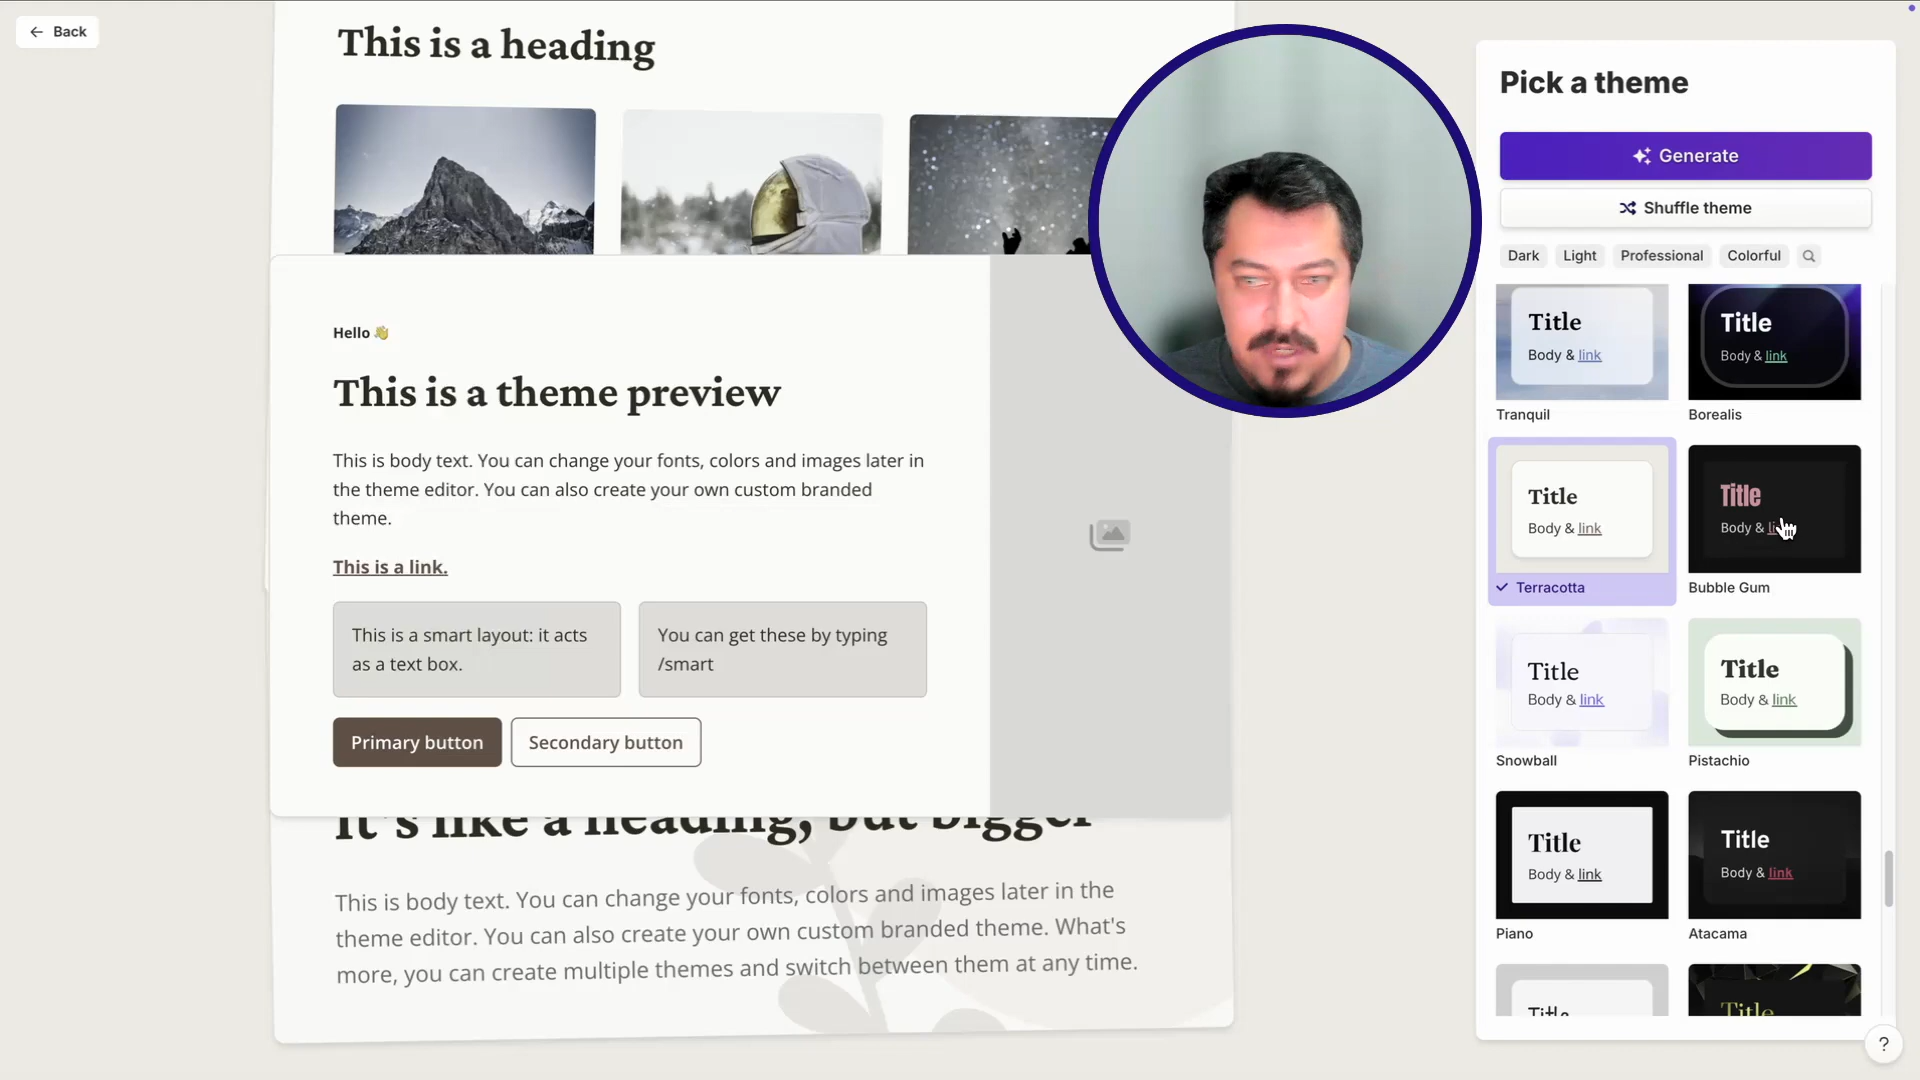 Back
This is a heading
Hello 👋
This is a theme preview
This is body text. You can change your fonts, colors and images later in
the theme editor. You can also create your own custom branded
theme.
This is a link.
This is a smart layout: it acts
as a text box.
You can get these by typing
/smart
Primary button
Secondary button
It's like a heading, but bigger
This is body text. You can change your fonts, colors and images later in the
theme editor. You can also create your own custom branded theme. What's
more, you can create multiple themes and switch between them at any time.
Pick a theme
Generate
Shuffle theme
Dark
Light
Professional
Colorful
Title
Body & link
Tranquil
Title
Body & link
Borealis
Title
Body & link
Terracotta
Title
Body &
Bubble Gum
Title
Body & link
Snowball
Title
Body & link
Pistachio
Title
Body & link
Piano
Title
Body & link
Atacama
Title
Title
?